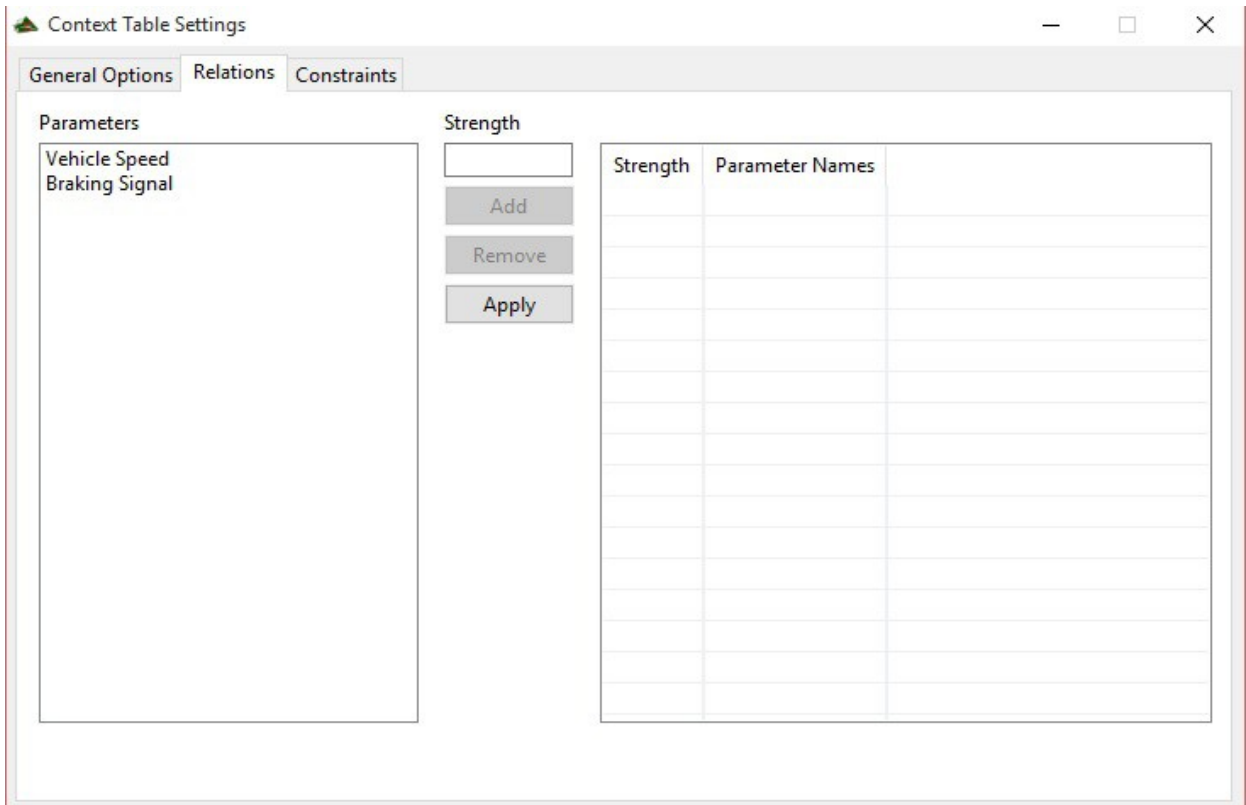 Context Table Settings
General Options Relations Constraints
Parameters
Vehicle Speed
Braking Signal
Strength
Add
Remove
Apply
Strength Parameter Names